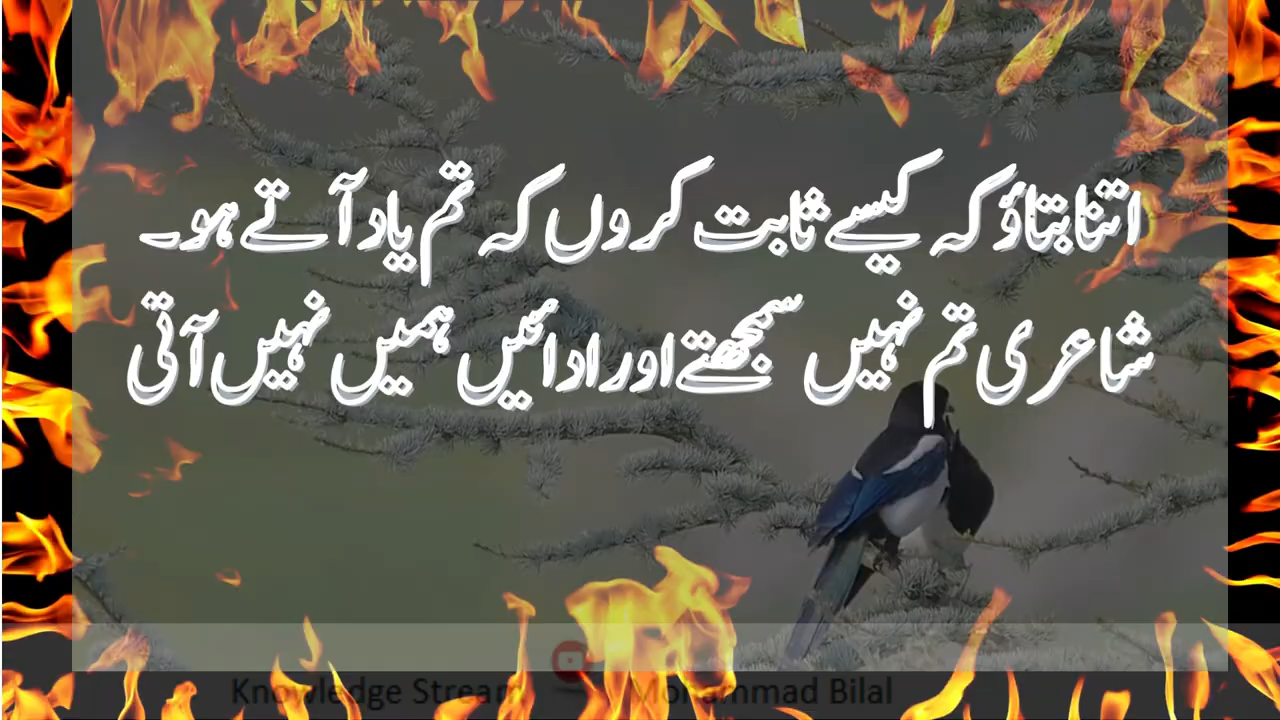 اتنا بتاؤ کہ کیسے ثابت کروں کہ تم یاد آتے ہو۔
شاعری تم نہیں سمجھتے اور ادائیں ہمیں نہیں آتی
Knowledge Stream Mohammad Bilal